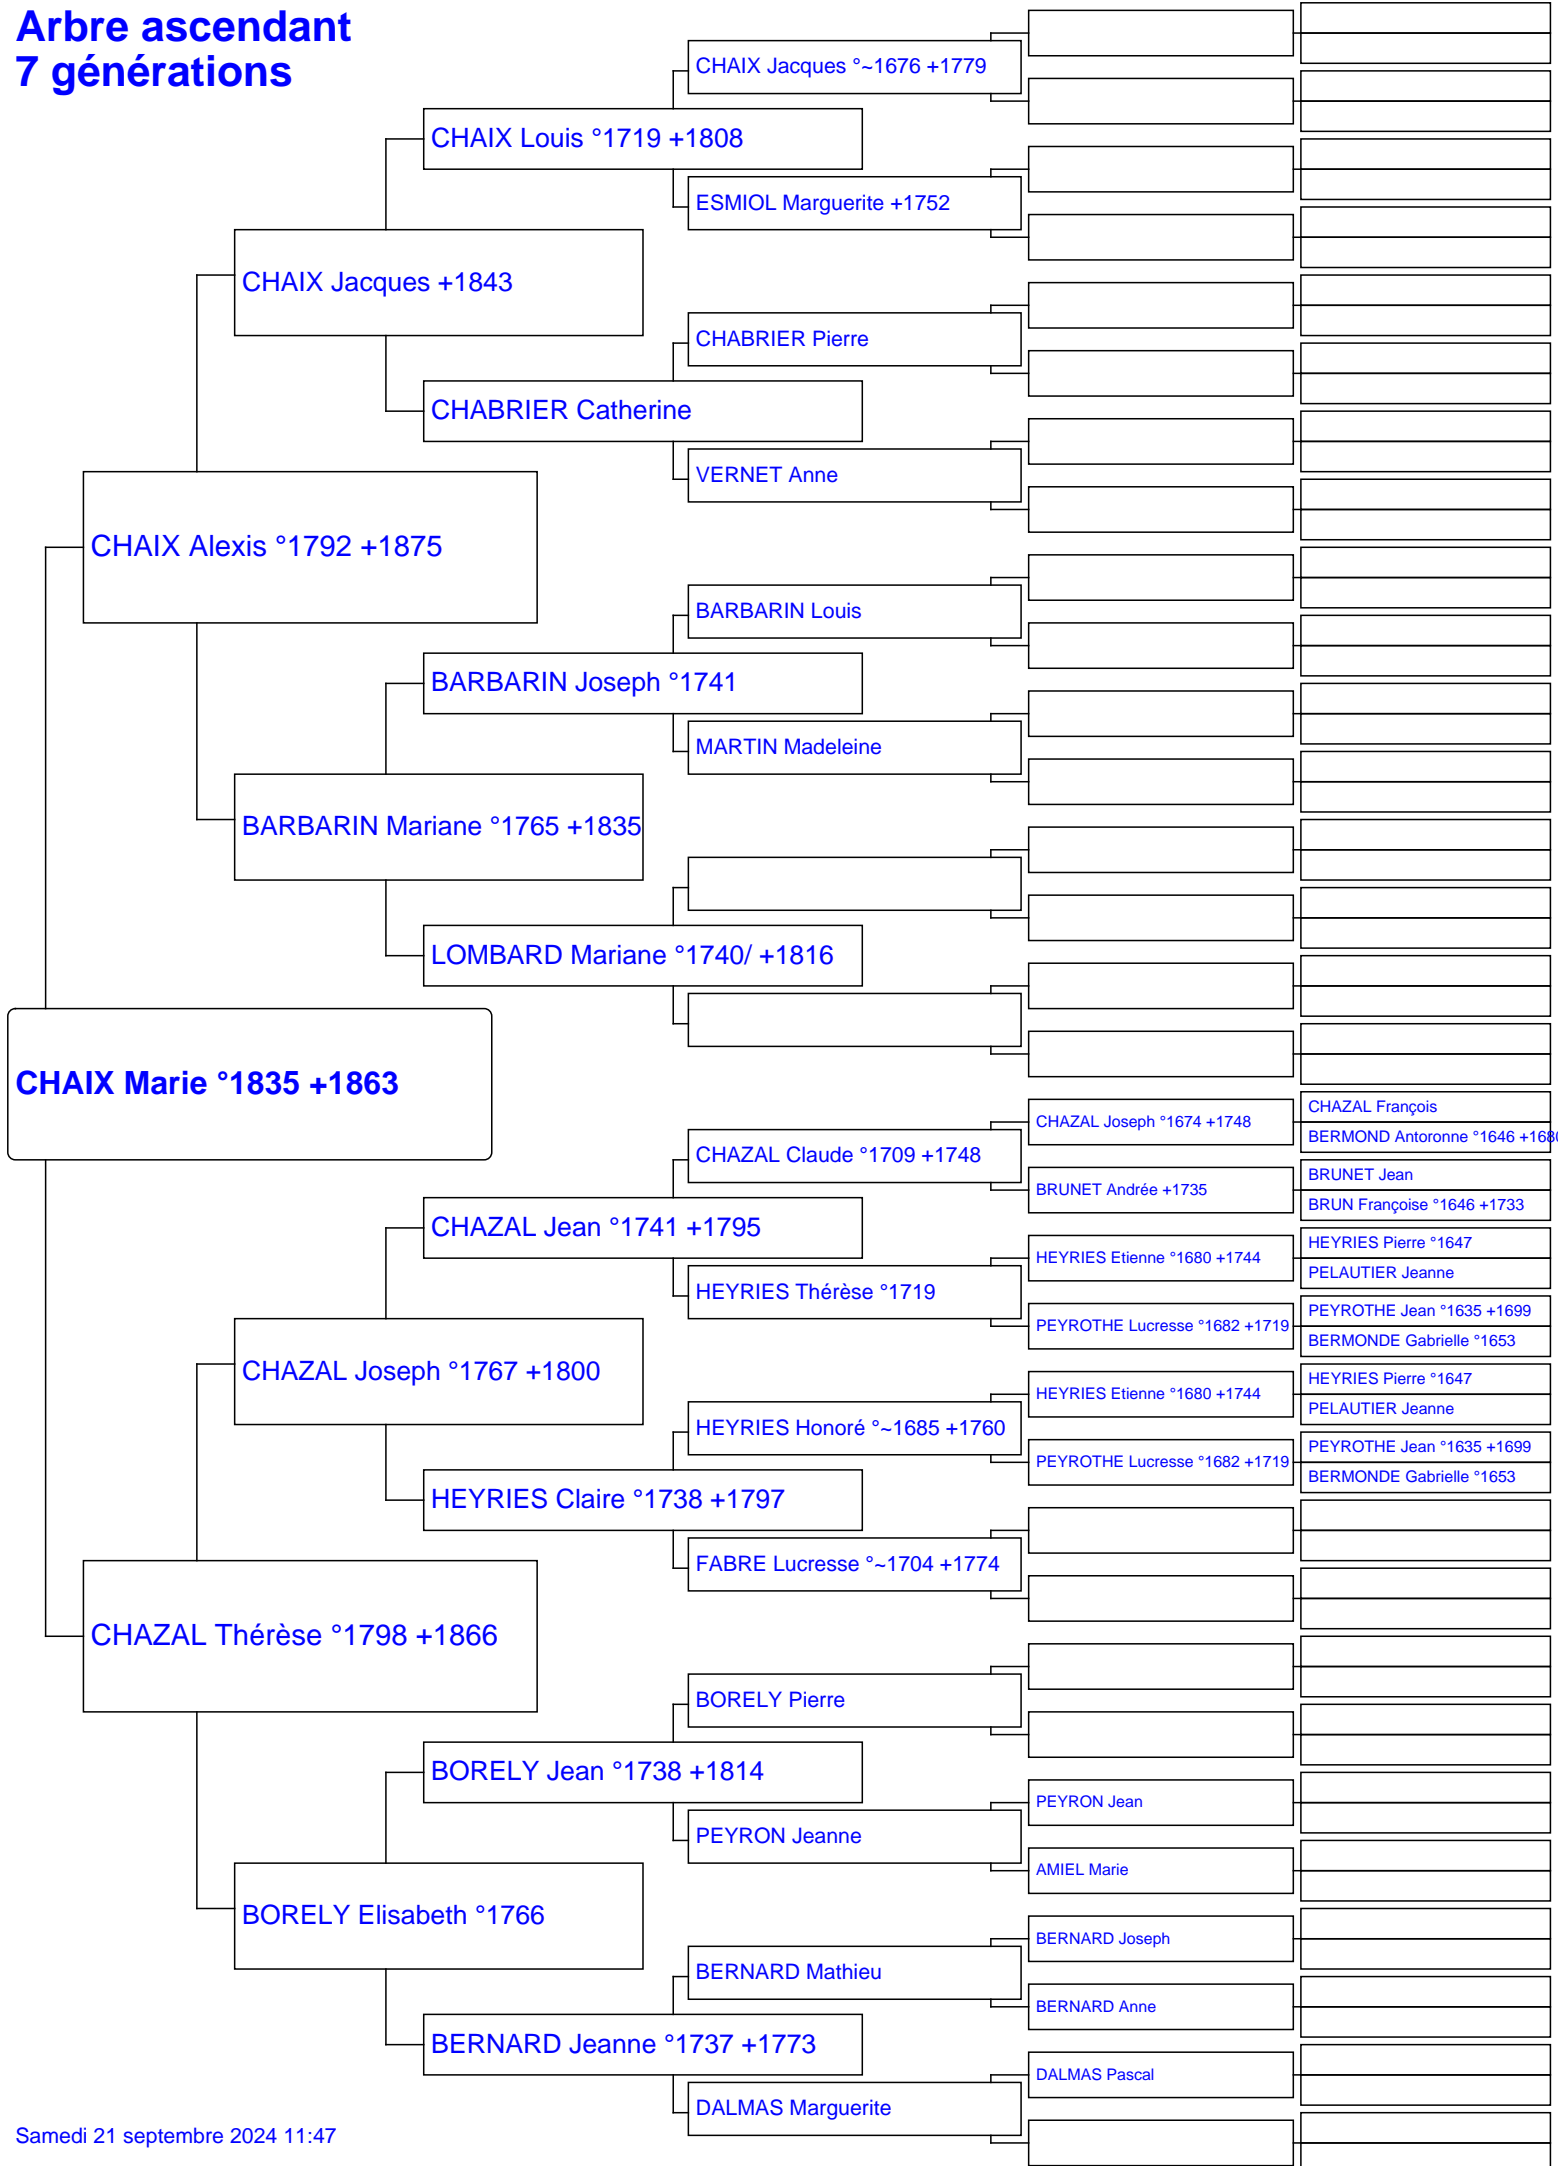 Arbre ascendant
7 générations
CHAIX Jacques °~1676 +1779
CHAIX Louis °1719 +1808
ESMIOL Marguerite +1752
CHAIX Jacques +1843
CHABRIER Pierre
CHABRIER Catherine
VERNET Anne
CHAIX Alexis °1792 +1875
BARBARIN Louis
BARBARIN Joseph °1741
MARTIN Madeleine
BARBARIN Mariane °1765 +1835
LOMBARD Mariane °1740/ +1816
CHAIX Marie °1835 +1863
CHAZAL François
CHAZAL Joseph °1674 +1748
BERMOND Antoronne °1646 +1680
CHAZAL Claude °1709 +1748
BRUNET Jean
BRUNET Andrée +1735
BRUN Françoise °1646 +1733
CHAZAL Jean °1741 +1795
HEYRIES Pierre °1647
HEYRIES Etienne °1680 +1744
PELAUTIER Jeanne
HEYRIES Thérèse °1719
PEYROTHE Jean °1635 +1699
PEYROTHE Lucresse °1682 +1719
BERMONDE Gabrielle °1653
CHAZAL Joseph °1767 +1800
HEYRIES Pierre °1647
HEYRIES Etienne °1680 +1744
PELAUTIER Jeanne
HEYRIES Honoré °~1685 +1760
PEYROTHE Jean °1635 +1699
PEYROTHE Lucresse °1682 +1719
BERMONDE Gabrielle °1653
HEYRIES Claire °1738 +1797
FABRE Lucresse °~1704 +1774
CHAZAL Thérèse °1798 +1866
BORELY Pierre
BORELY Jean °1738 +1814
PEYRON Jean
PEYRON Jeanne
AMIEL Marie
BORELY Elisabeth °1766
BERNARD Joseph
BERNARD Mathieu
BERNARD Anne
BERNARD Jeanne °1737 +1773
DALMAS Pascal
DALMAS Marguerite
Samedi 21 septembre 2024 11:47